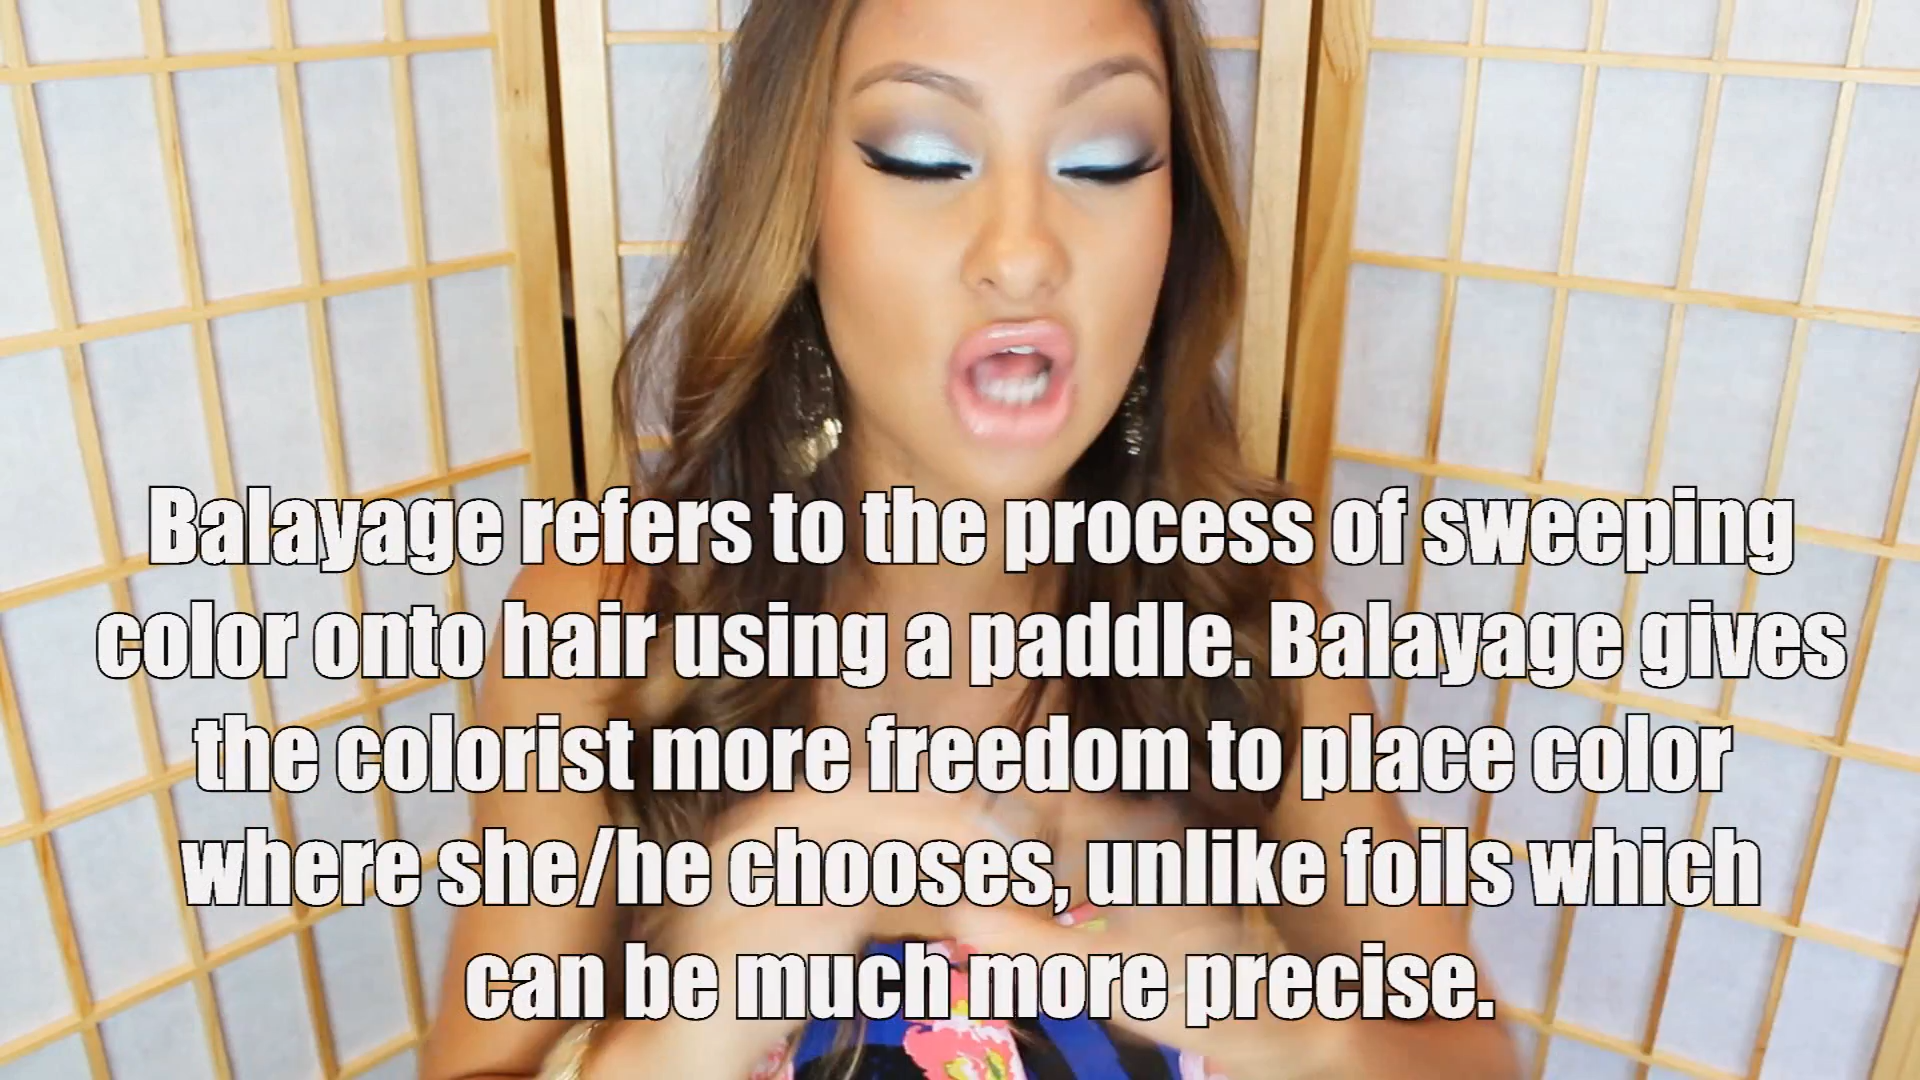 Balayage refers to the process of sweeping
color onto hair using a paddle. Balayage gives
the colorist more freedom to place color
where she/he chooses, unlike foils which
can be much more precise.